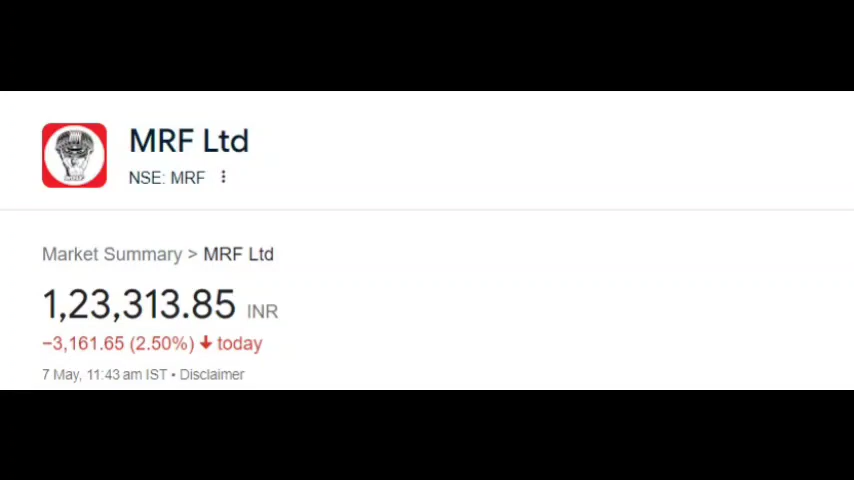 MRF Ltd
NSE: MRF
Market Summary > MRF Ltd
1,23,313.85 INR
−3,161.65 (2.50%) ↓ today
7 May, 11:43 am IST • Disclaimer